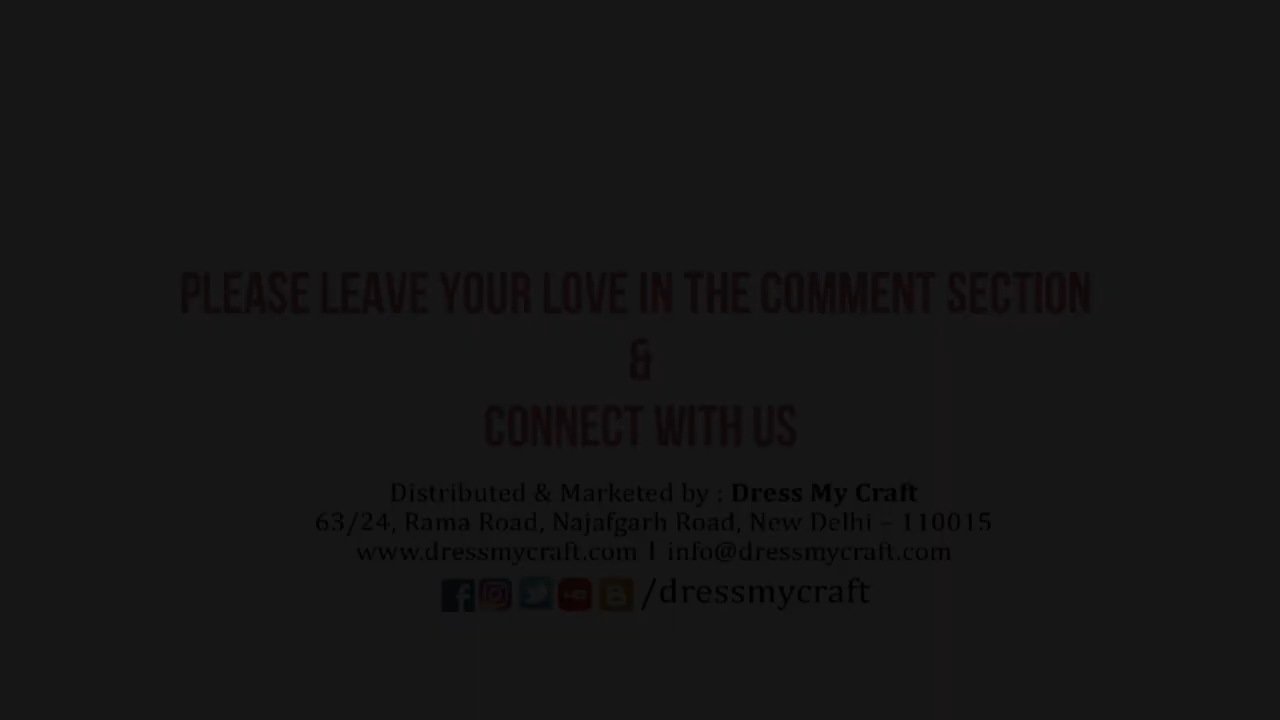 PLEASE LEAVE YOUR LOVE IN THE COMMENT SECTION
&
CONNECT WITH US
Distributed & Marketed by : Dress My Craft
63/24, Rama Road, Najafgarh Road, New Delhi – 110015
www.dressmycraft.com | info@dressmycraft.com
/dressmycraft